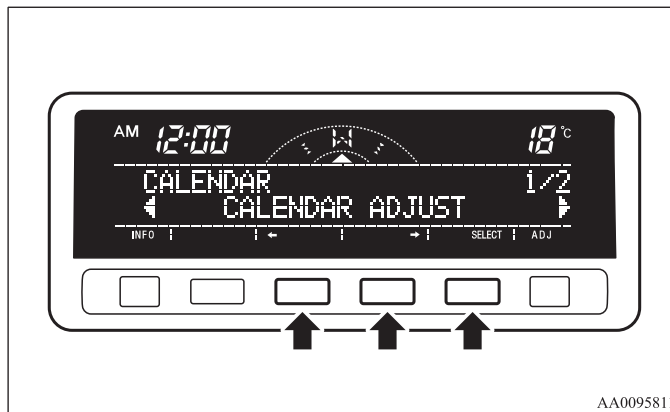 AM 12:00 18 °C
CALENDAR 1/2
CALENDAR ADJUST
INFO ← → SELECT ADJ
AA009581